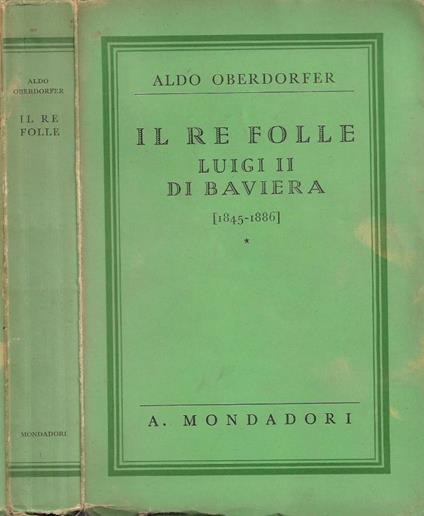 ALDO
OBERDORFER
IL RE
FOLLE
MONDADORI
ALDO OBERDORFER
IL RE FOLLE
LUIGI II
DI BAVIERA
[1845-1886]
*
A. MONDADORI